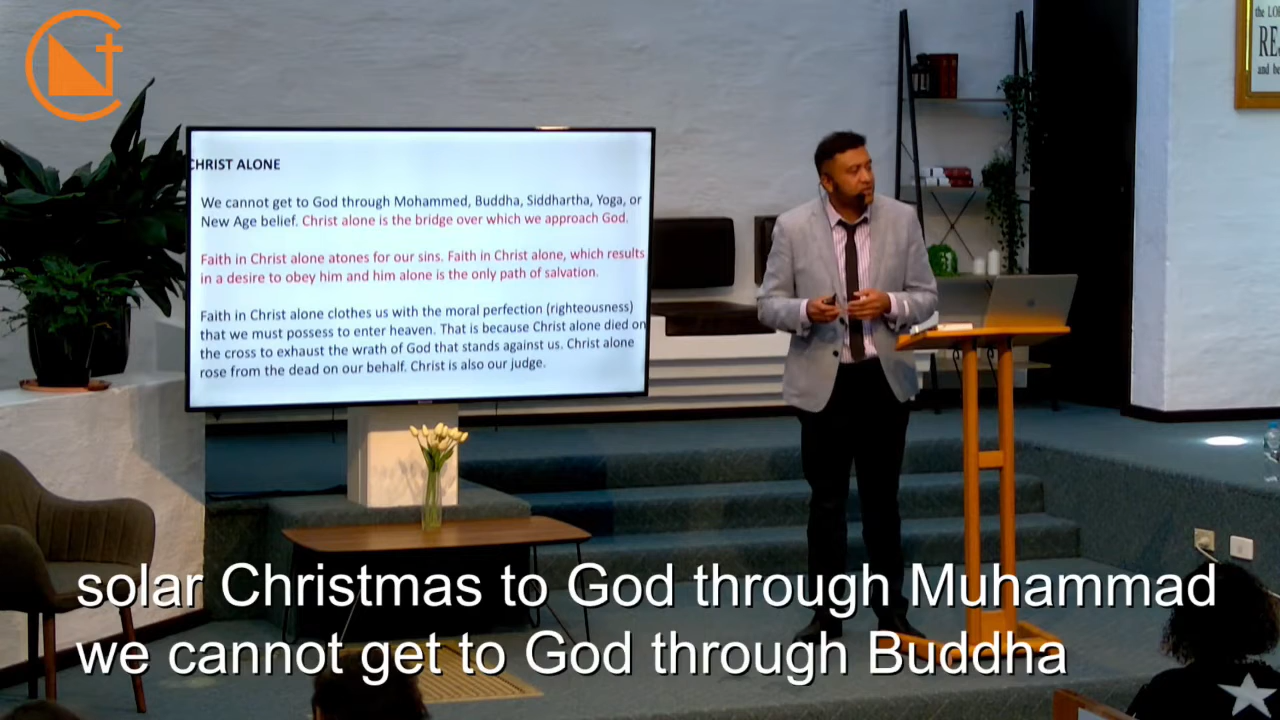 CHRIST ALONE
We cannot get to God through Mohammed, Buddha, Siddhartha, Yoga, or
New Age belief. Christ alone is the bridge over which we approach God.
Faith in Christ alone atones for our sins. Faith in Christ alone, which results
in a desire to obey him and him alone is the only path of salvation.
Faith in Christ alone clothes us with the moral perfection (righteousness)
that we must possess to enter heaven. That is because Christ alone died on
the cross to exhaust the wrath of God that stands against us. Christ alone
rose from the dead on our behalf. Christ is also our judge.
the LOR
RE
and be
solar Christmas to God through Muhammad
we cannot get to God through Buddha